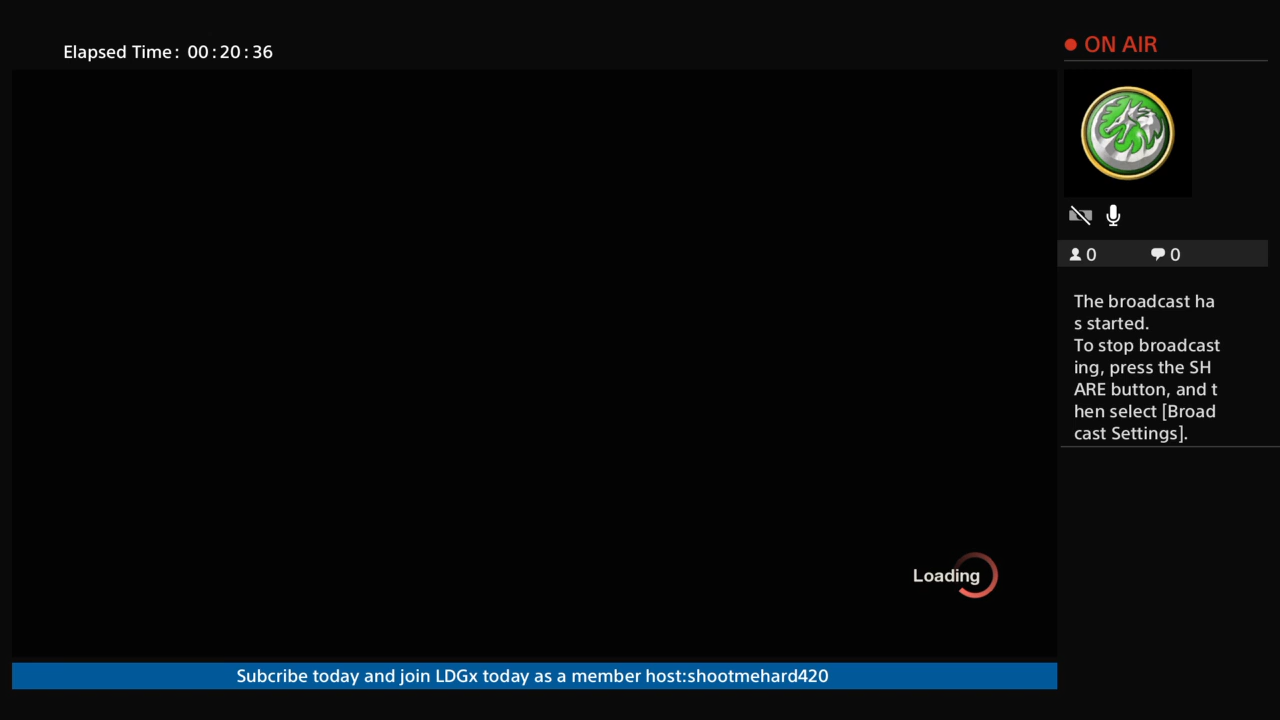 Elapsed Time: 00:20:36
ON AIR
0 0
The broadcast ha
s started.
To stop broadcast
ing, press the SH
ARE button, and t
hen select [Broad
cast Settings].
Loading
Subcribe today and join LDGx today as a member host:shootmehard420